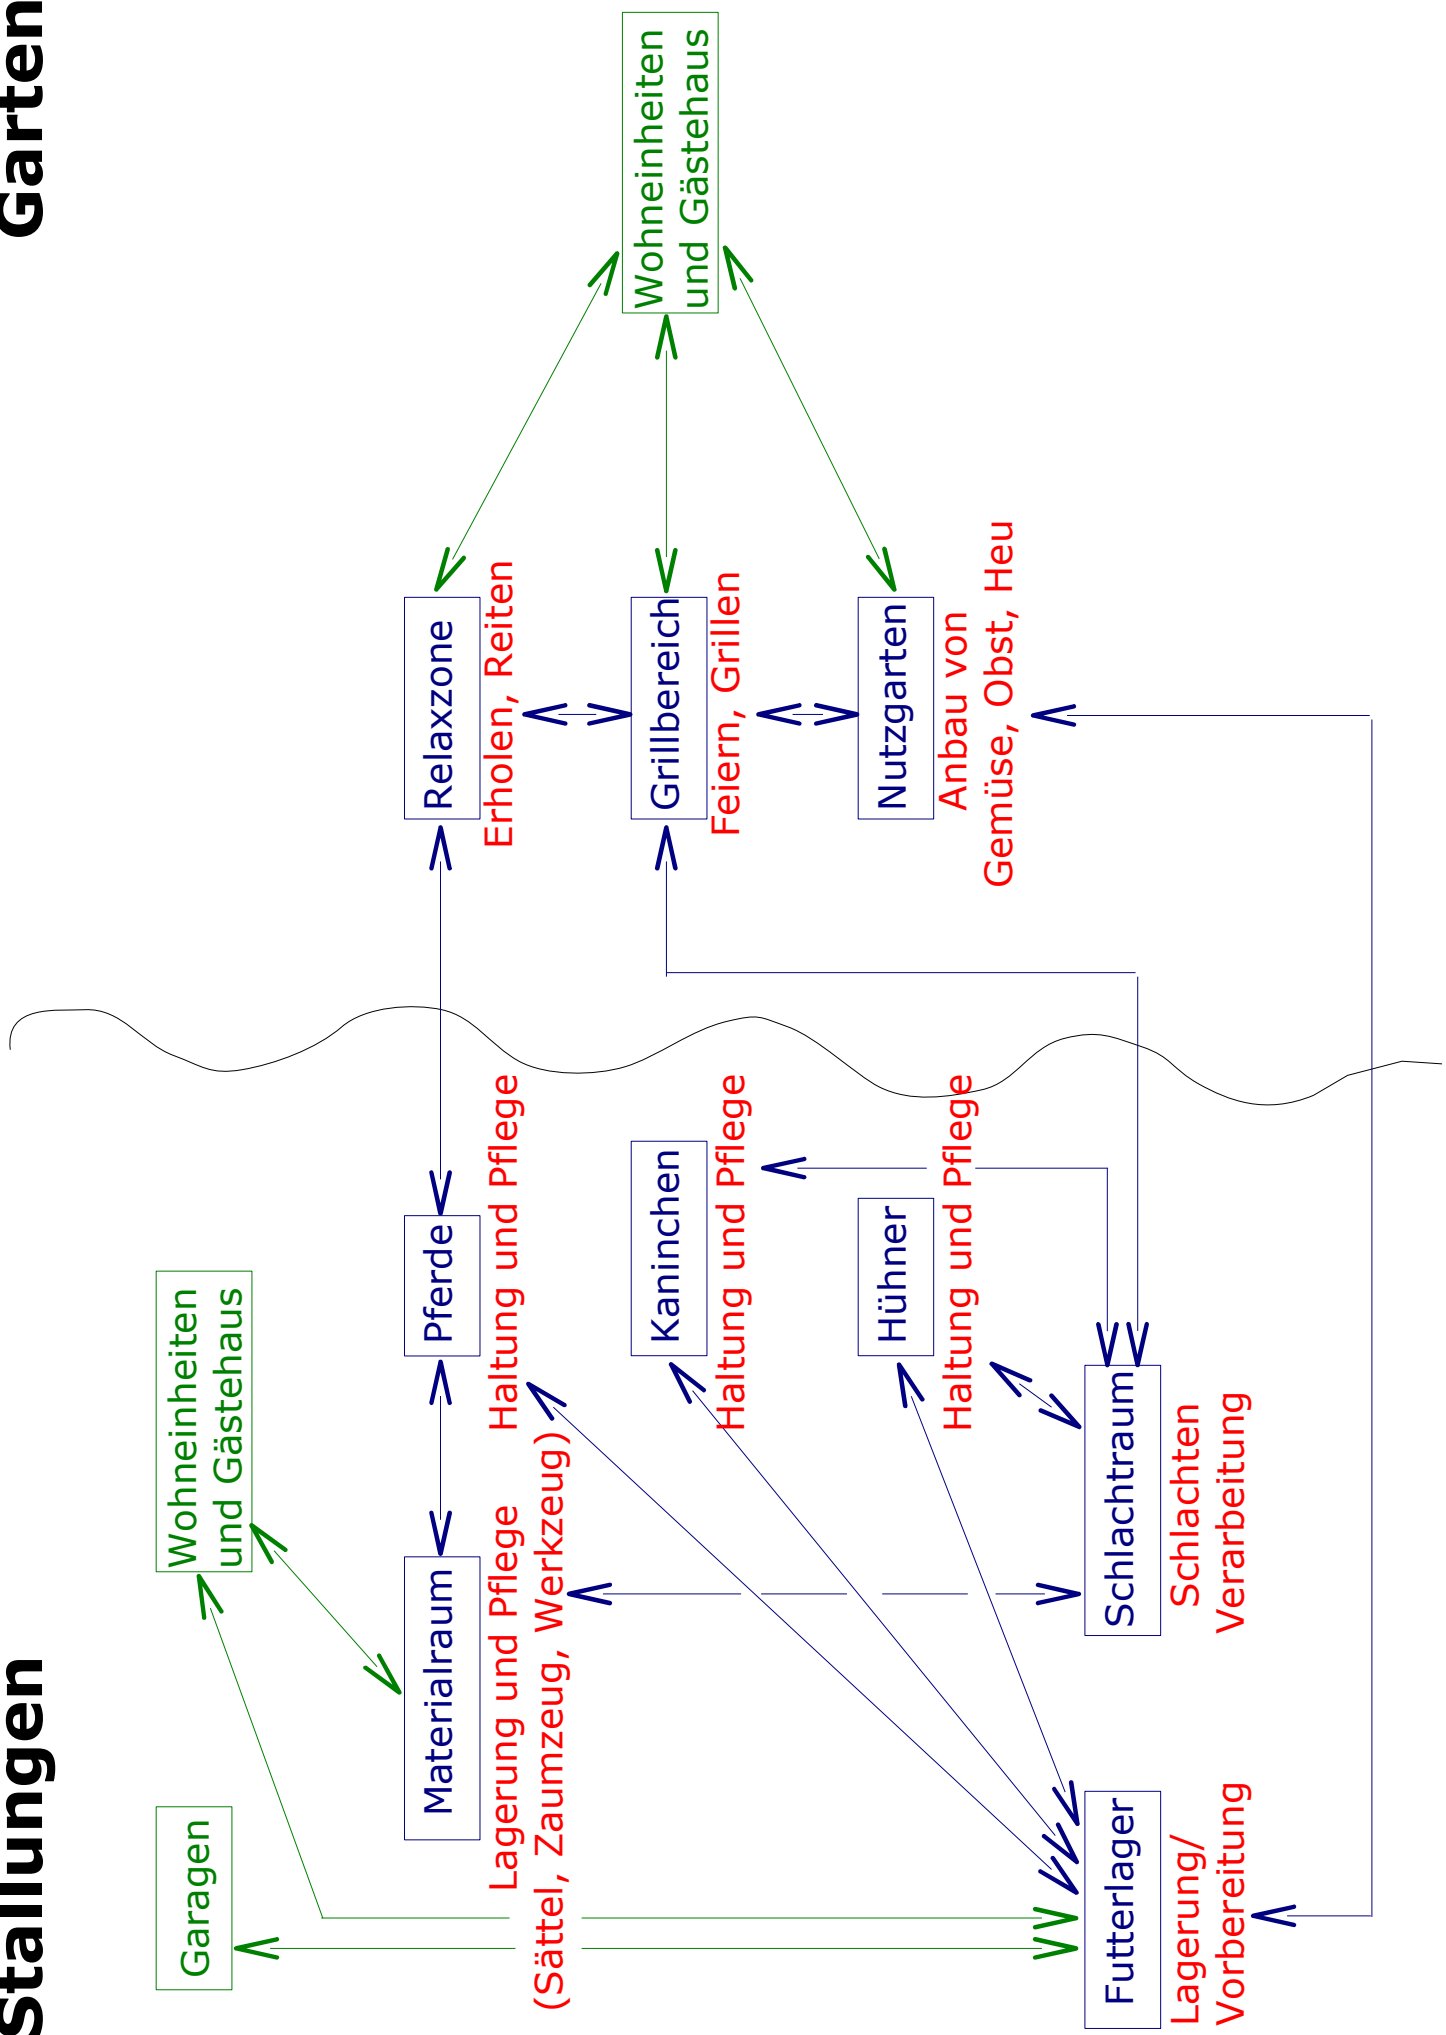 Stallungen
Garten
Garagen
Wohneinheiten
und Gästehaus
Materialraum
Lagerung und Pflege
(Sättel, Zaumzeug, Werkzeug)
Pferde
Haltung und Pflege
Relaxzone
Erholen, Reiten
Kaninchen
Haltung und Pflege
Grillbereich
Feiern, Grillen
Wohneinheiten
und Gästehaus
Hühner
Haltung und Pflege
Nutzgarten
Anbau von
Gemüse, Obst, Heu
Futterlager
Lagerung/
Vorbereitung
Schlachtraum
Schlachten
Verarbeitung